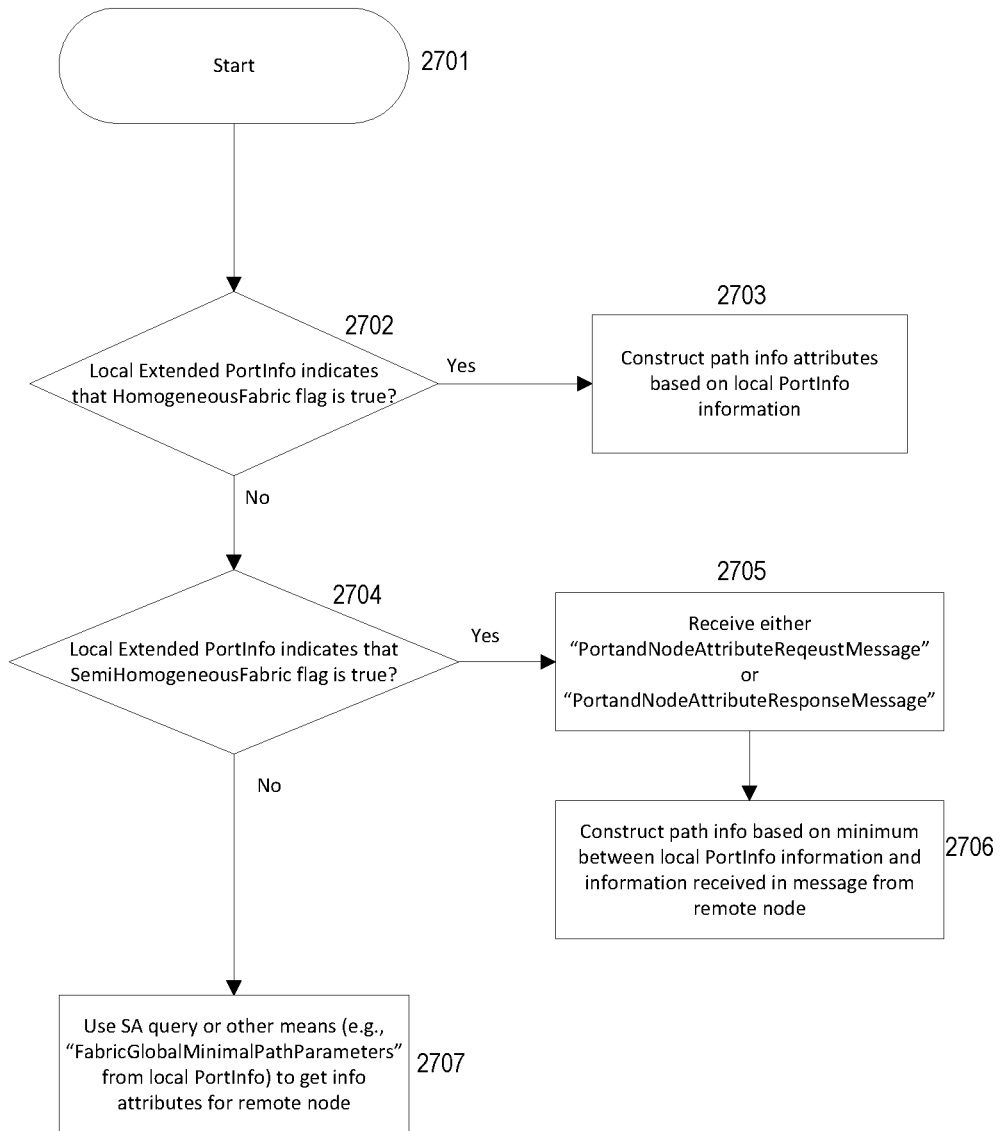 Start
2701
2702
Local Extended PortInfo indicates
that HomogeneousFabric flag is true?
Yes
2703
Construct path info attributes
based on local PortInfo
information
No
2704
Local Extended PortInfo indicates that
SemiHomogeneousFabric flag is true?
Yes
2705
Receive either
“PortandNodeAttributeReqeustMessage”
or
“PortandNodeAttributeResponseMessage”
No
Construct path info based on minimum
between local PortInfo information and
information received in message from
remote node
2706
Use SA query or other means (e.g.,
“FabricGlobalMinimalPathParameters”
from local PortInfo) to get info
attributes for remote node
2707